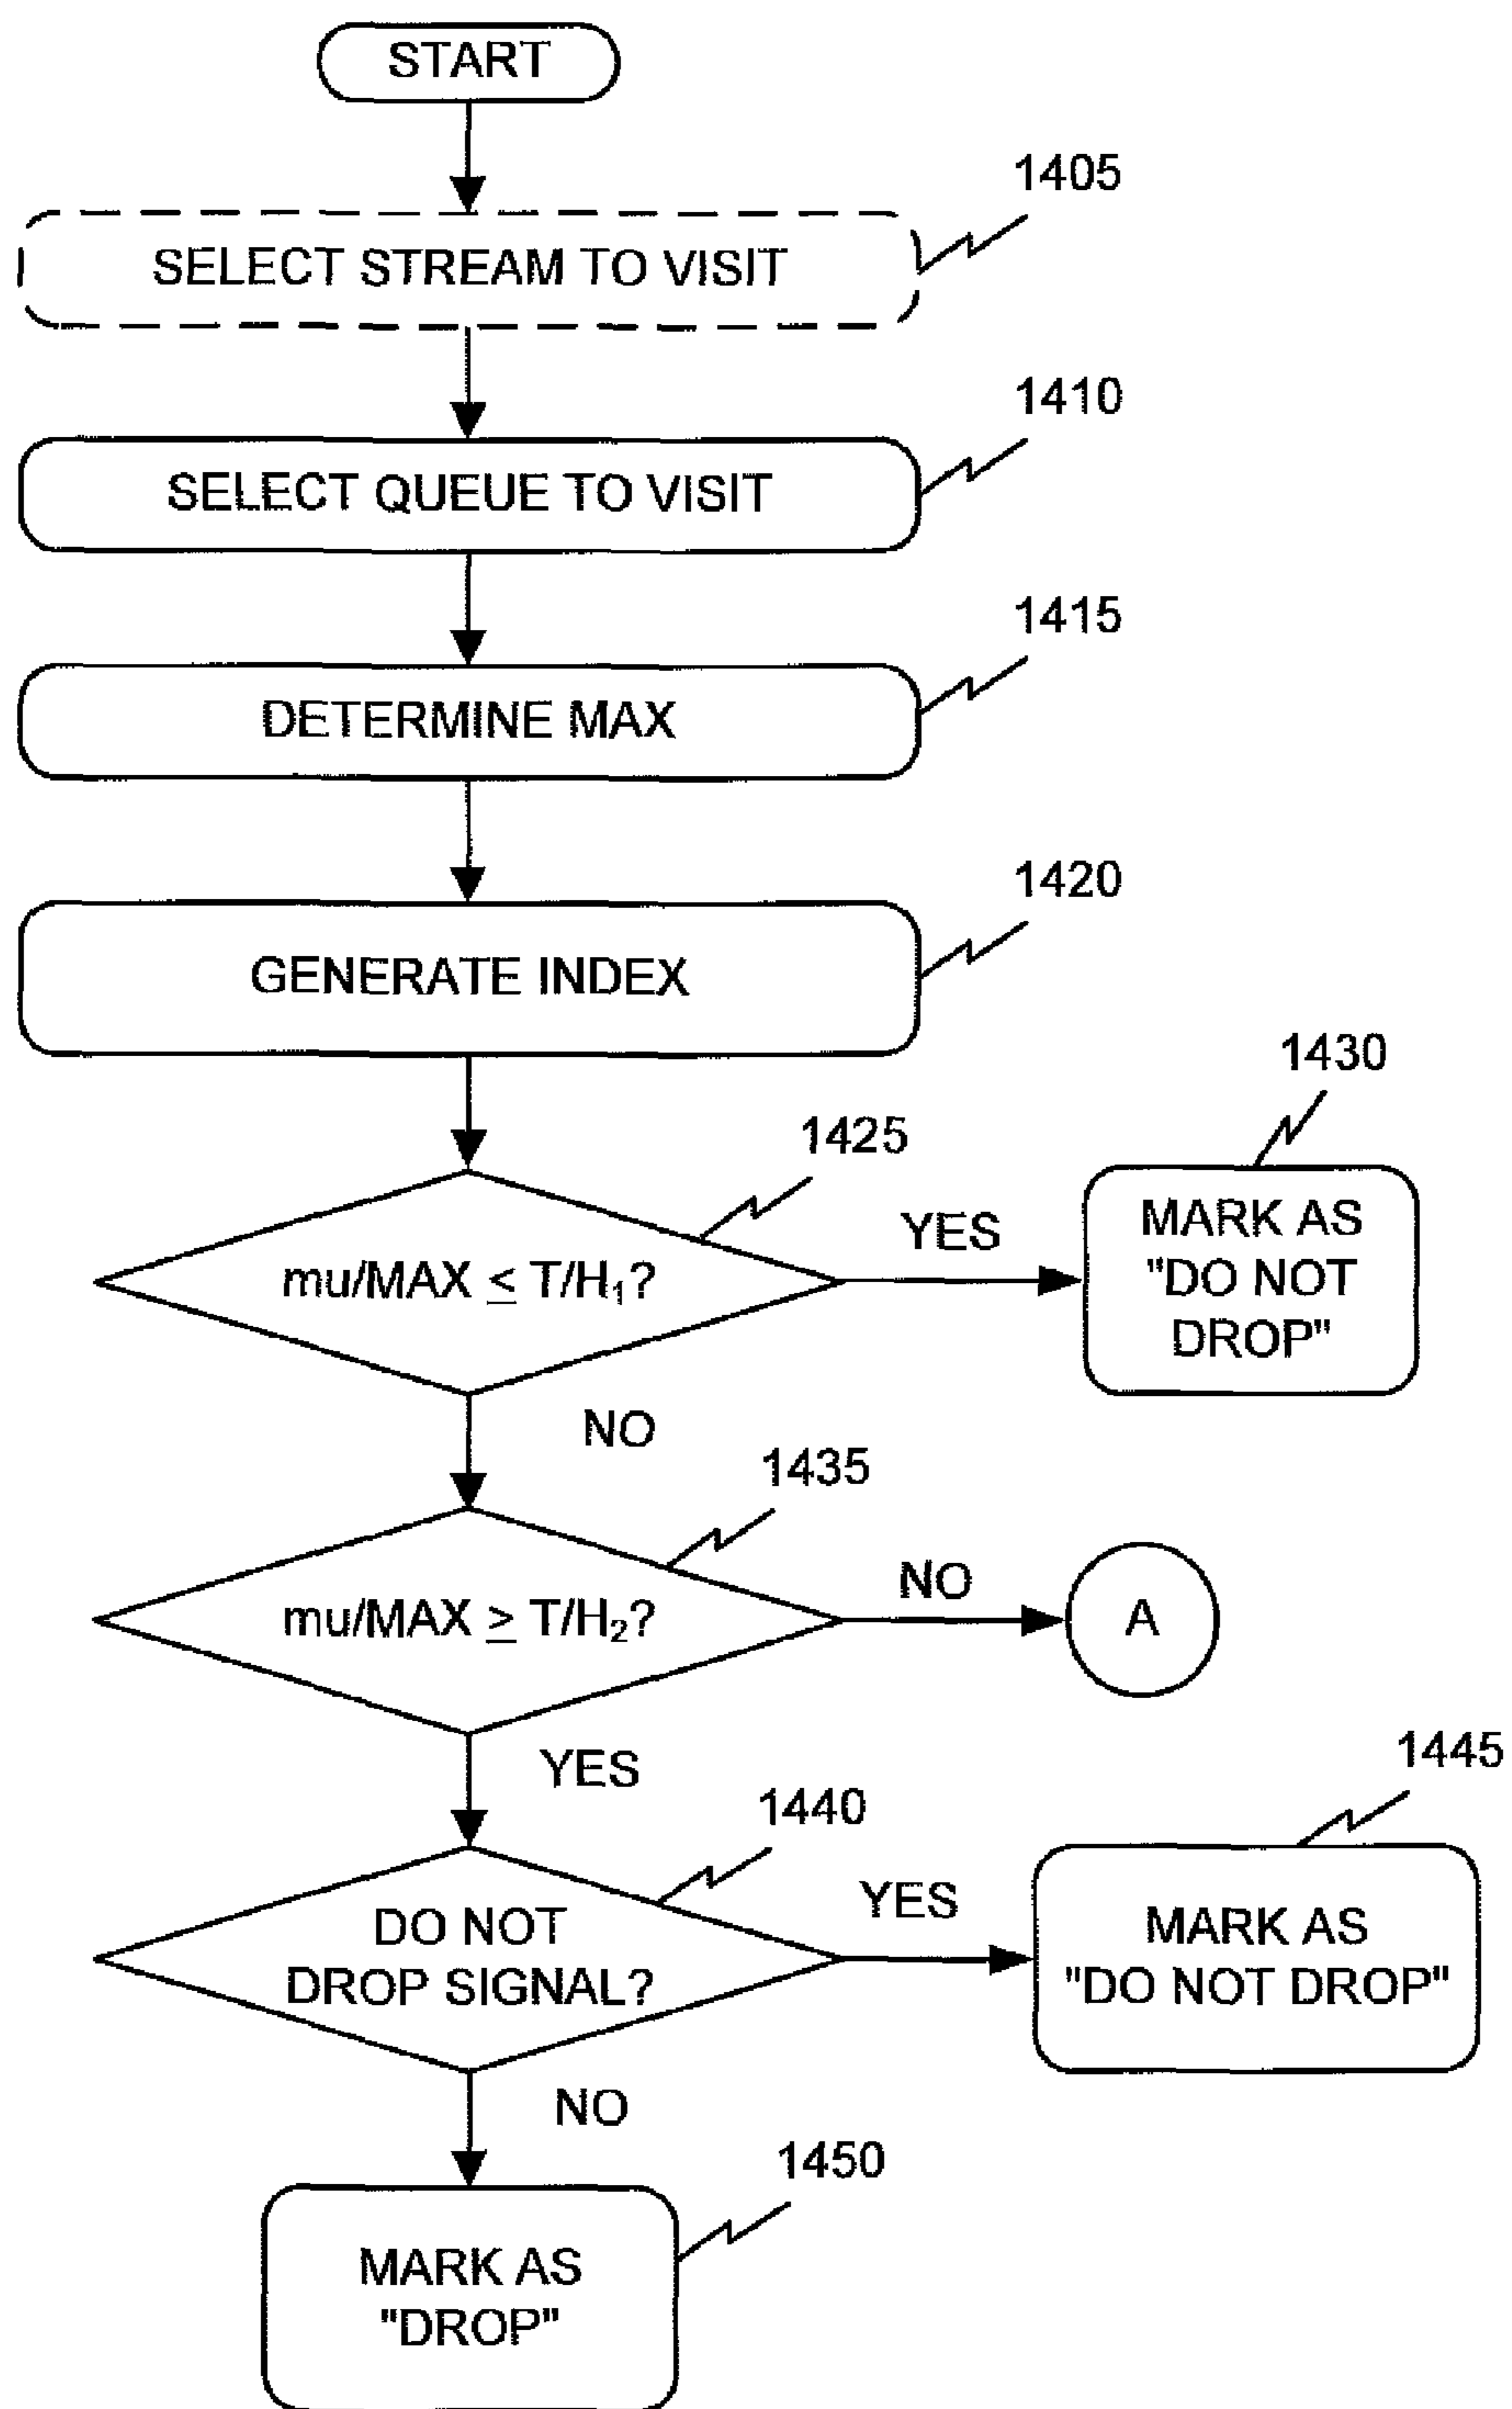 START
1405
SELECT STREAM TO VISIT
1410
SELECT QUEUE TO VISIT
1415
DETERMINE MAX
1420
GENERATE INDEX
1430
1425
mu/MAX ≤ T/H₁?
YES
MARK AS
"DO NOT
DROP"
NO
1435
mu/MAX ≥ T/H₂?
NO
A
YES
1445
1440
DO NOT
DROP SIGNAL?
YES
MARK AS
"DO NOT DROP"
NO
1450
MARK AS
"DROP"